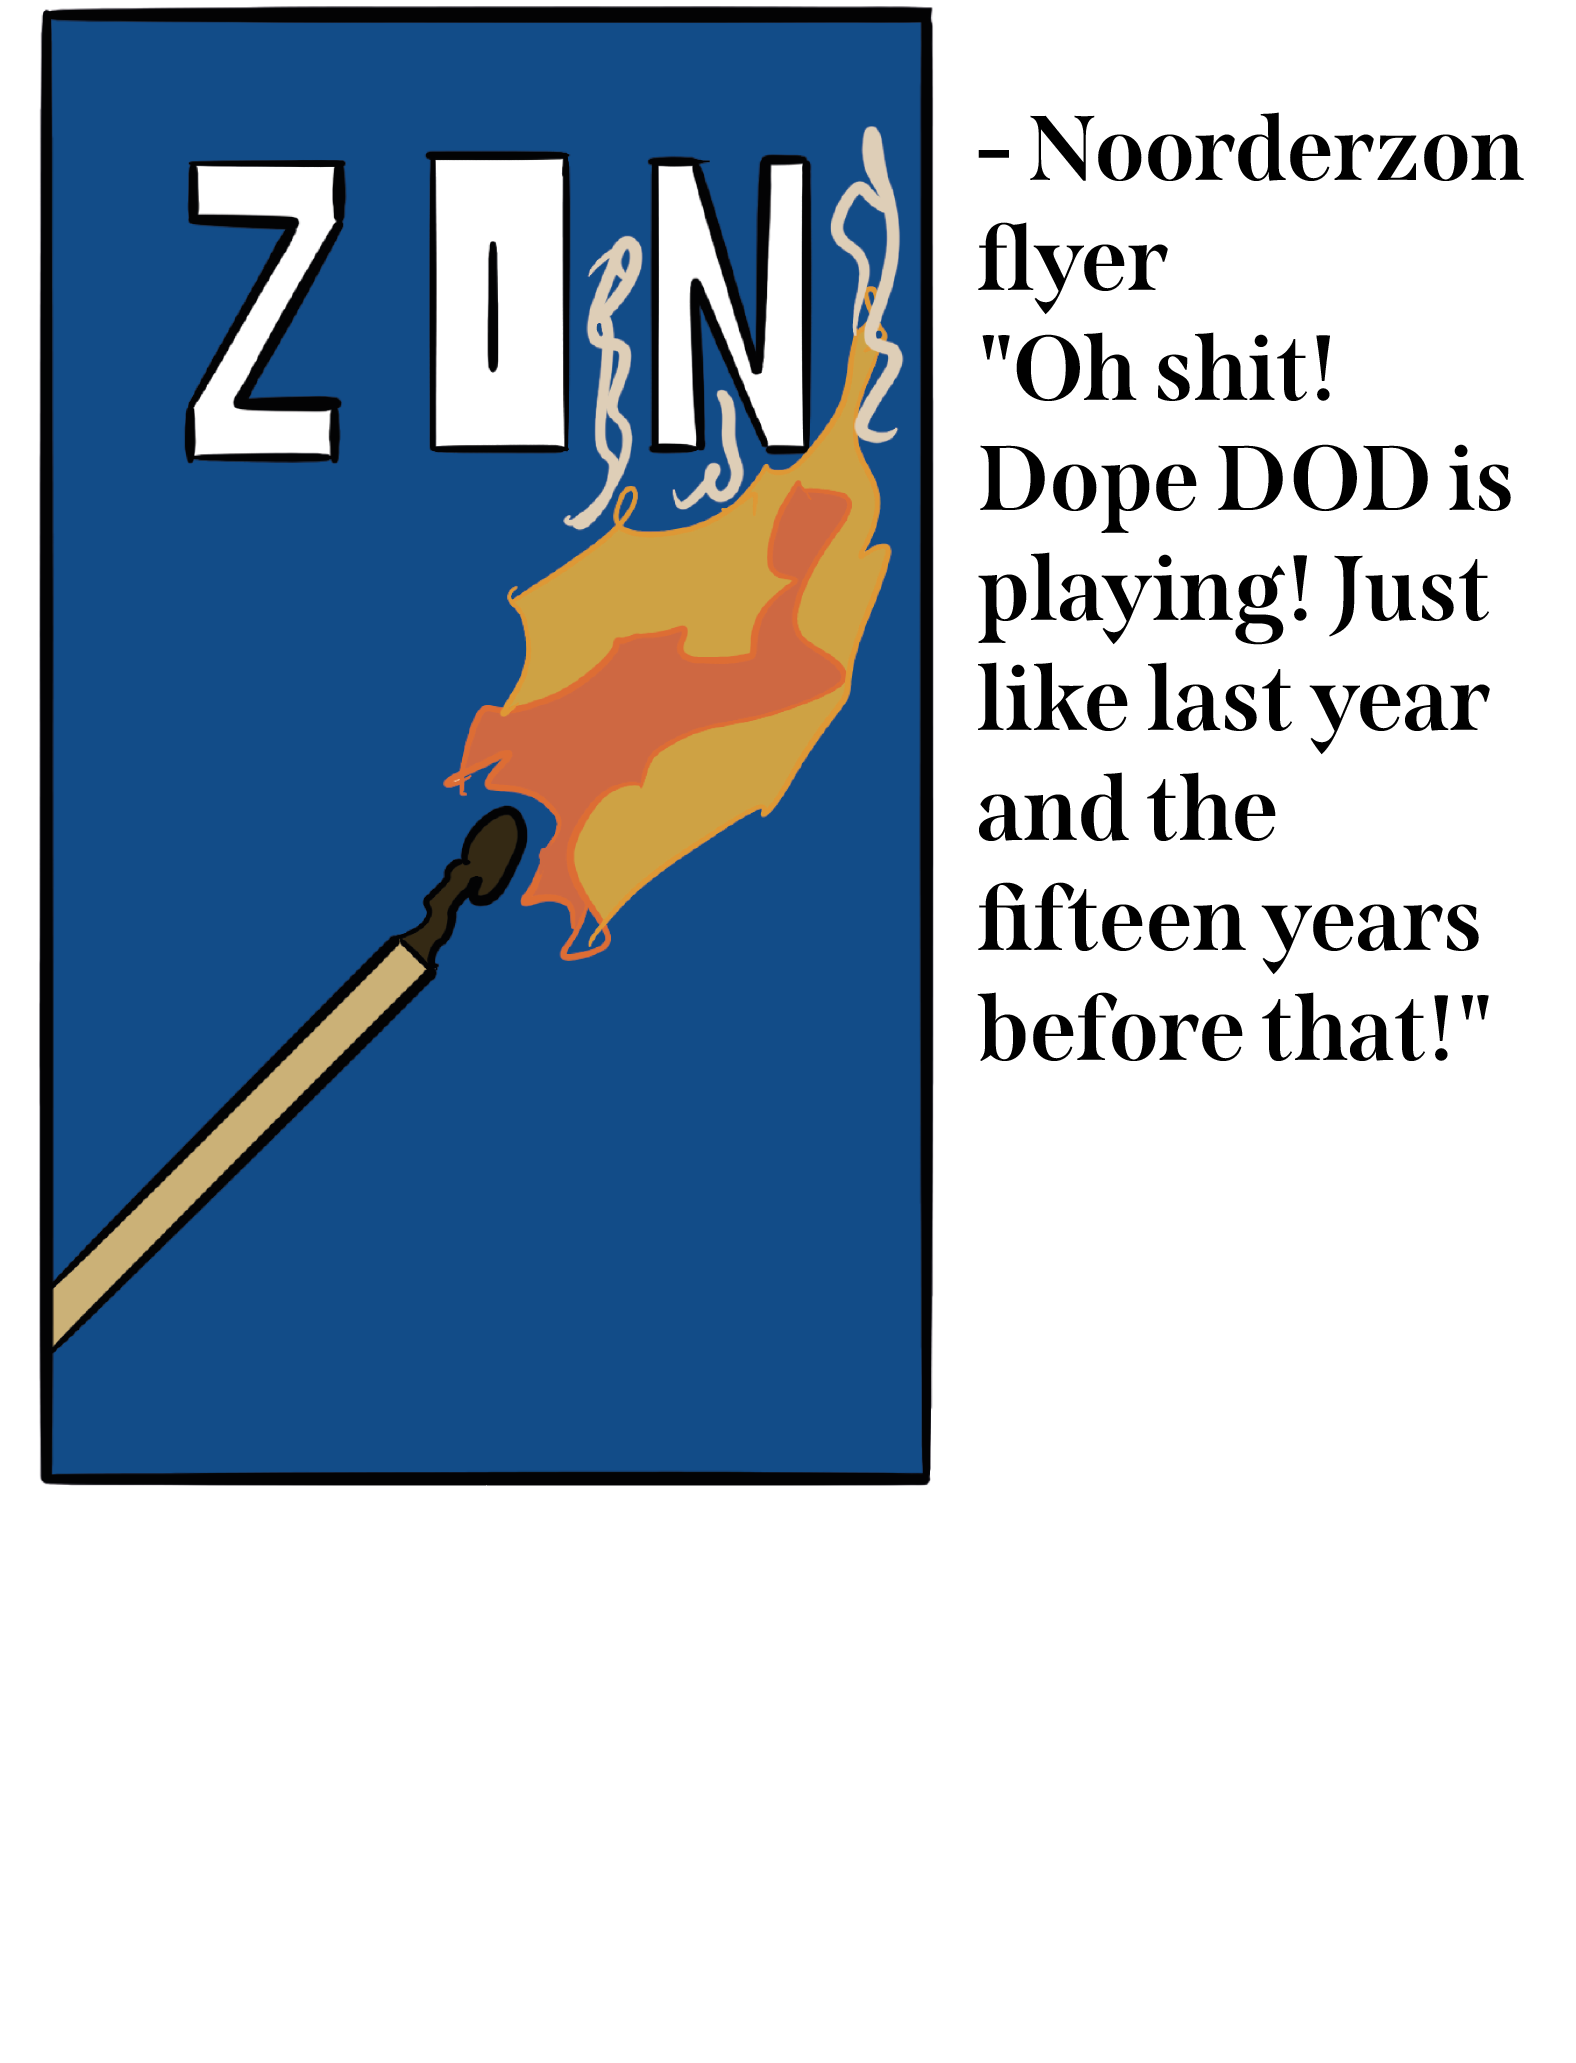 ZON
- Noorderzon
flyer
"Oh shit!
Dope DOD is
playing! Just
like last year
and the
fifteen years
before that!"